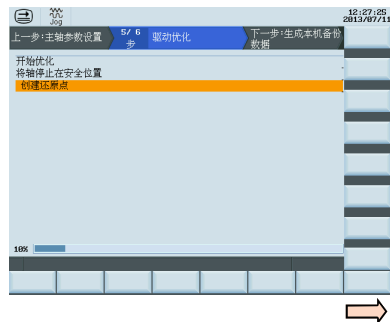 Jog
12:27:25
2013/07/11
上一步:主轴参数设置
5/ 6
步
驱动优化
下一步:生成本机备份
数据
开始优化
将轴停止在安全位置
创建还原点
10%